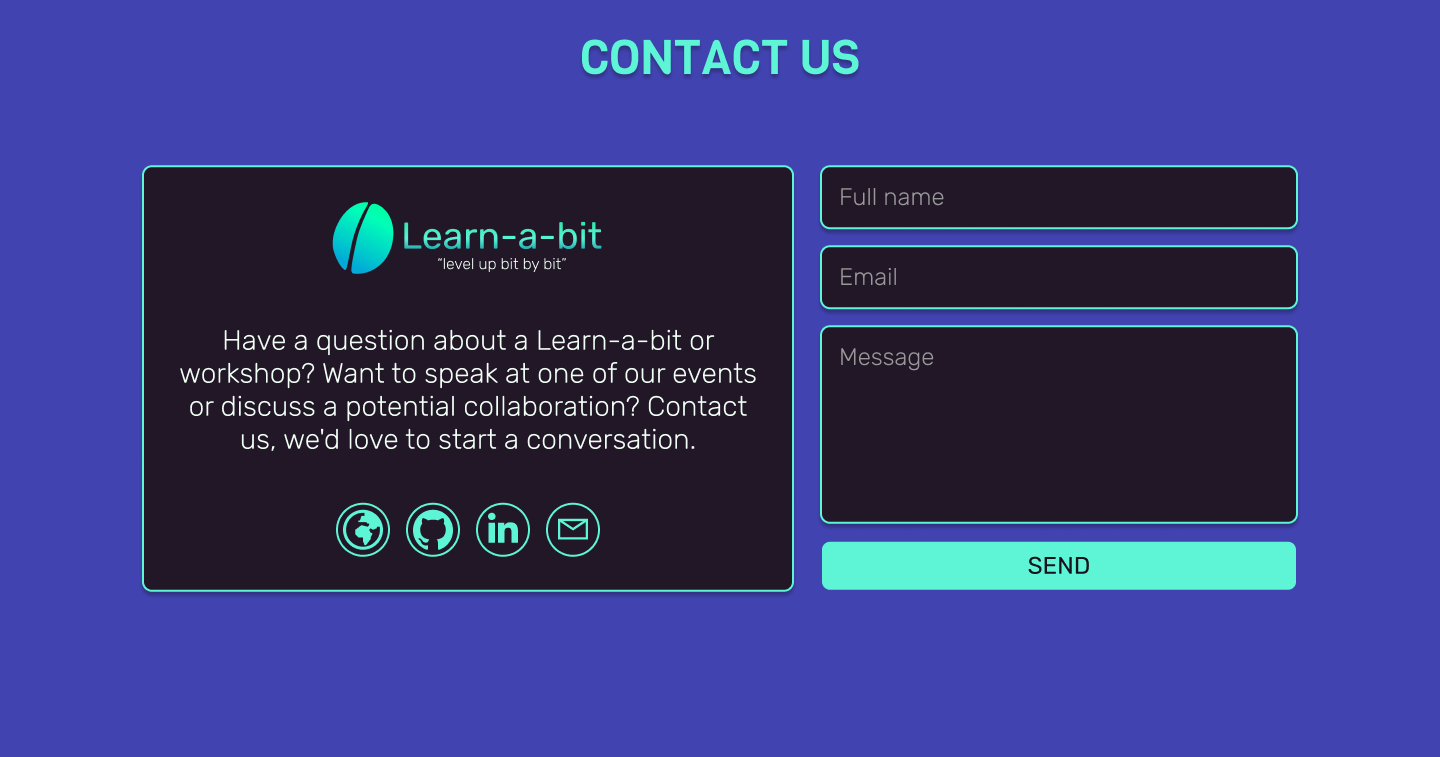 CONTACT US
Learn-a-bit
“level up bit by bit”
Have a question about a Learn-a-bit or
workshop? Want to speak at one of our events
or discuss a potential collaboration? Contact
us, we'd love to start a conversation.
in
Full name
Email
Message
SEND